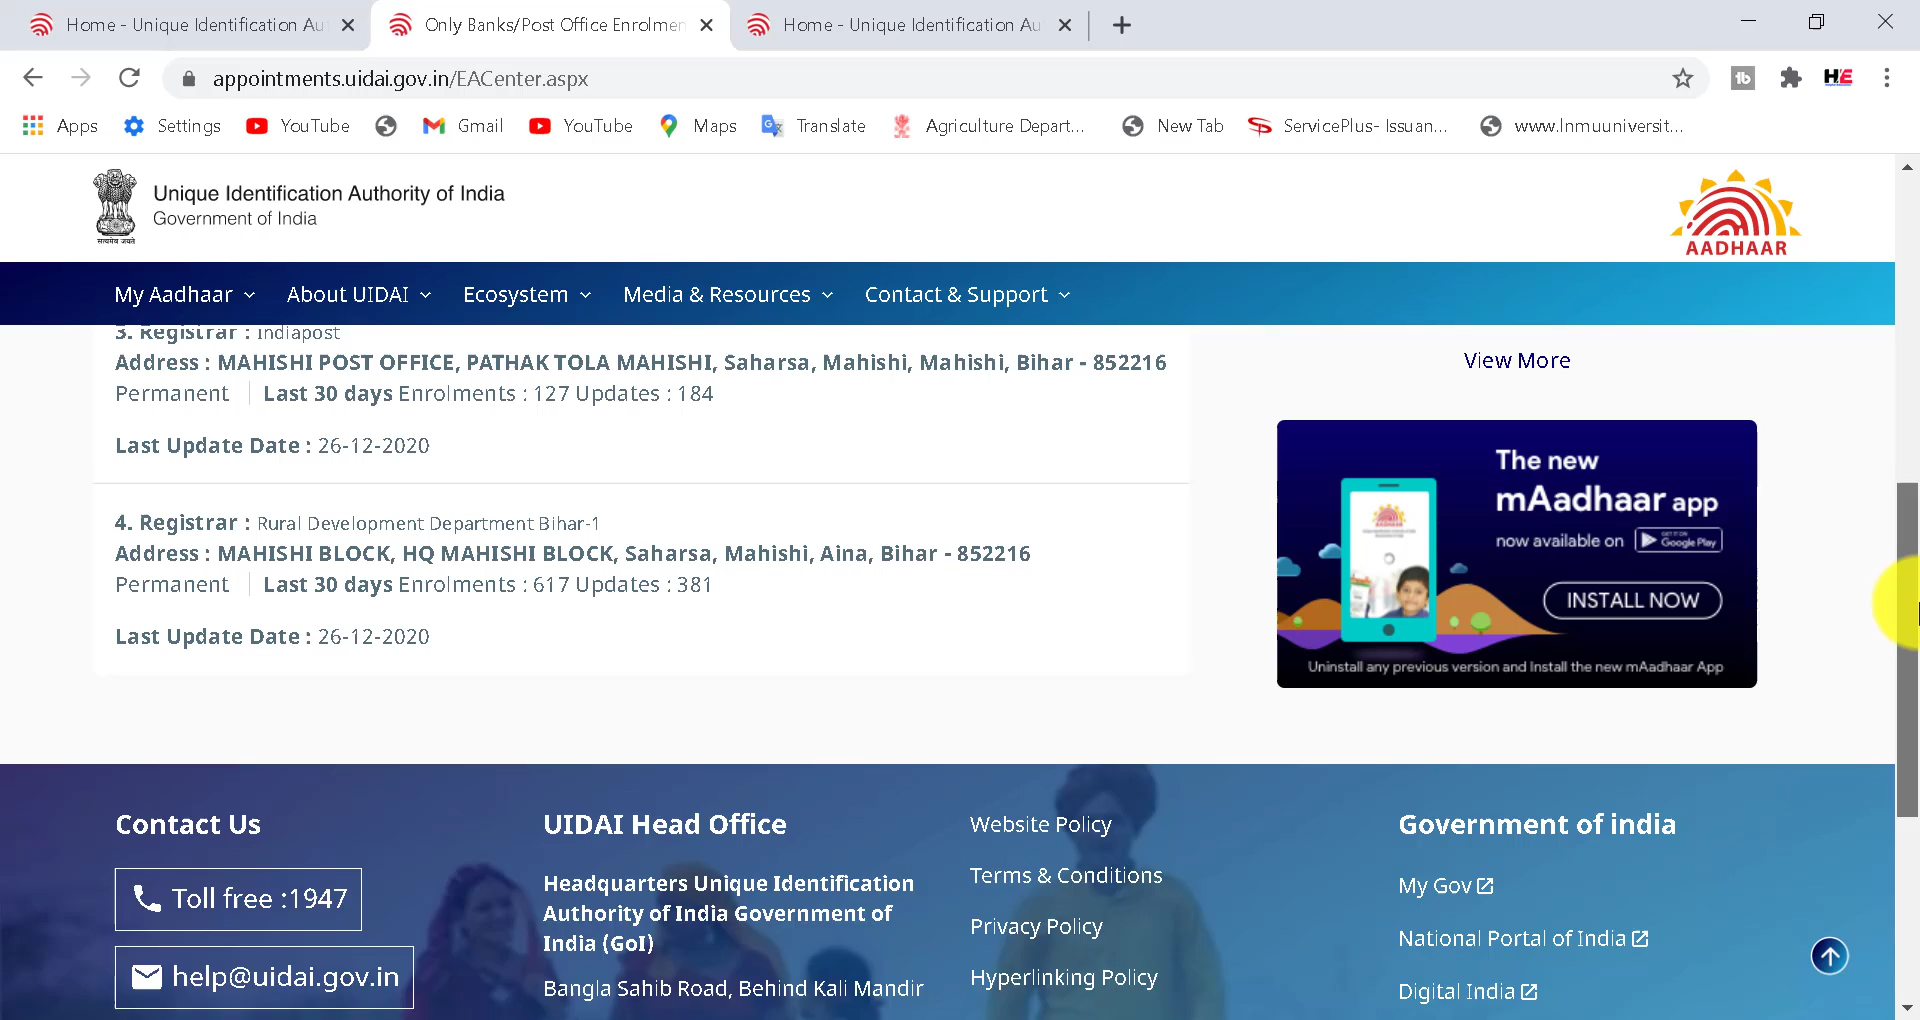 Home - Unique Identification Au
Only Banks/Post Office Enrolmen
Home - Unique Identification Au
appointments.uidai.gov.in/EACenter.aspx
Apps
Settings
YouTube
Gmail
YouTube
Maps
Translate
Agriculture Depart...
New Tab
ServicePlus- Issuan...
www.lnmuuniversit...
सत्यमेव जयते
Unique Identification Authority of India
Government of India
AADHAAR
My Aadhaar
About UIDAI
Ecosystem
Media & Resources
Contact & Support
3. Registrar : Indiapost
Address : MAHISHI POST OFFICE, PATHAK TOLA MAHISHI, Saharsa, Mahishi, Mahishi, Bihar - 852216
Permanent Last 30 days Enrolments : 127 Updates : 184
Last Update Date : 26-12-2020
4. Registrar : Rural Development Department Bihar-1
Address : MAHISHI BLOCK, HQ MAHISHI BLOCK, Saharsa, Mahishi, Aina, Bihar - 852216
Permanent Last 30 days Enrolments : 617 Updates : 381
Last Update Date : 26-12-2020
View More
The new
mAadhaar app
now available on GET IT ON Google Play
INSTALL NOW
Uninstall any previous version and Install the new mAadhaar App
Contact Us
Toll free :1947
help@uidai.gov.in
UIDAI Head Office
Headquarters Unique Identification
Authority of India Government of
India (GoI)
Bangla Sahib Road, Behind Kali Mandir
Website Policy
Terms & Conditions
Privacy Policy
Hyperlinking Policy
Government of india
My Gov
National Portal of India
Digital India